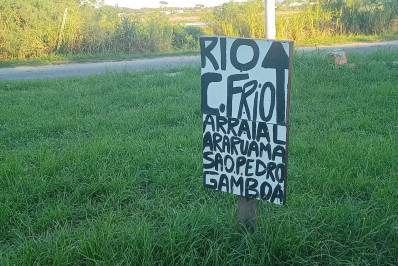 RIO
C. FRIO
ARRAIAL
ARARUAMA
SAO.PEDRO
GAMBOA